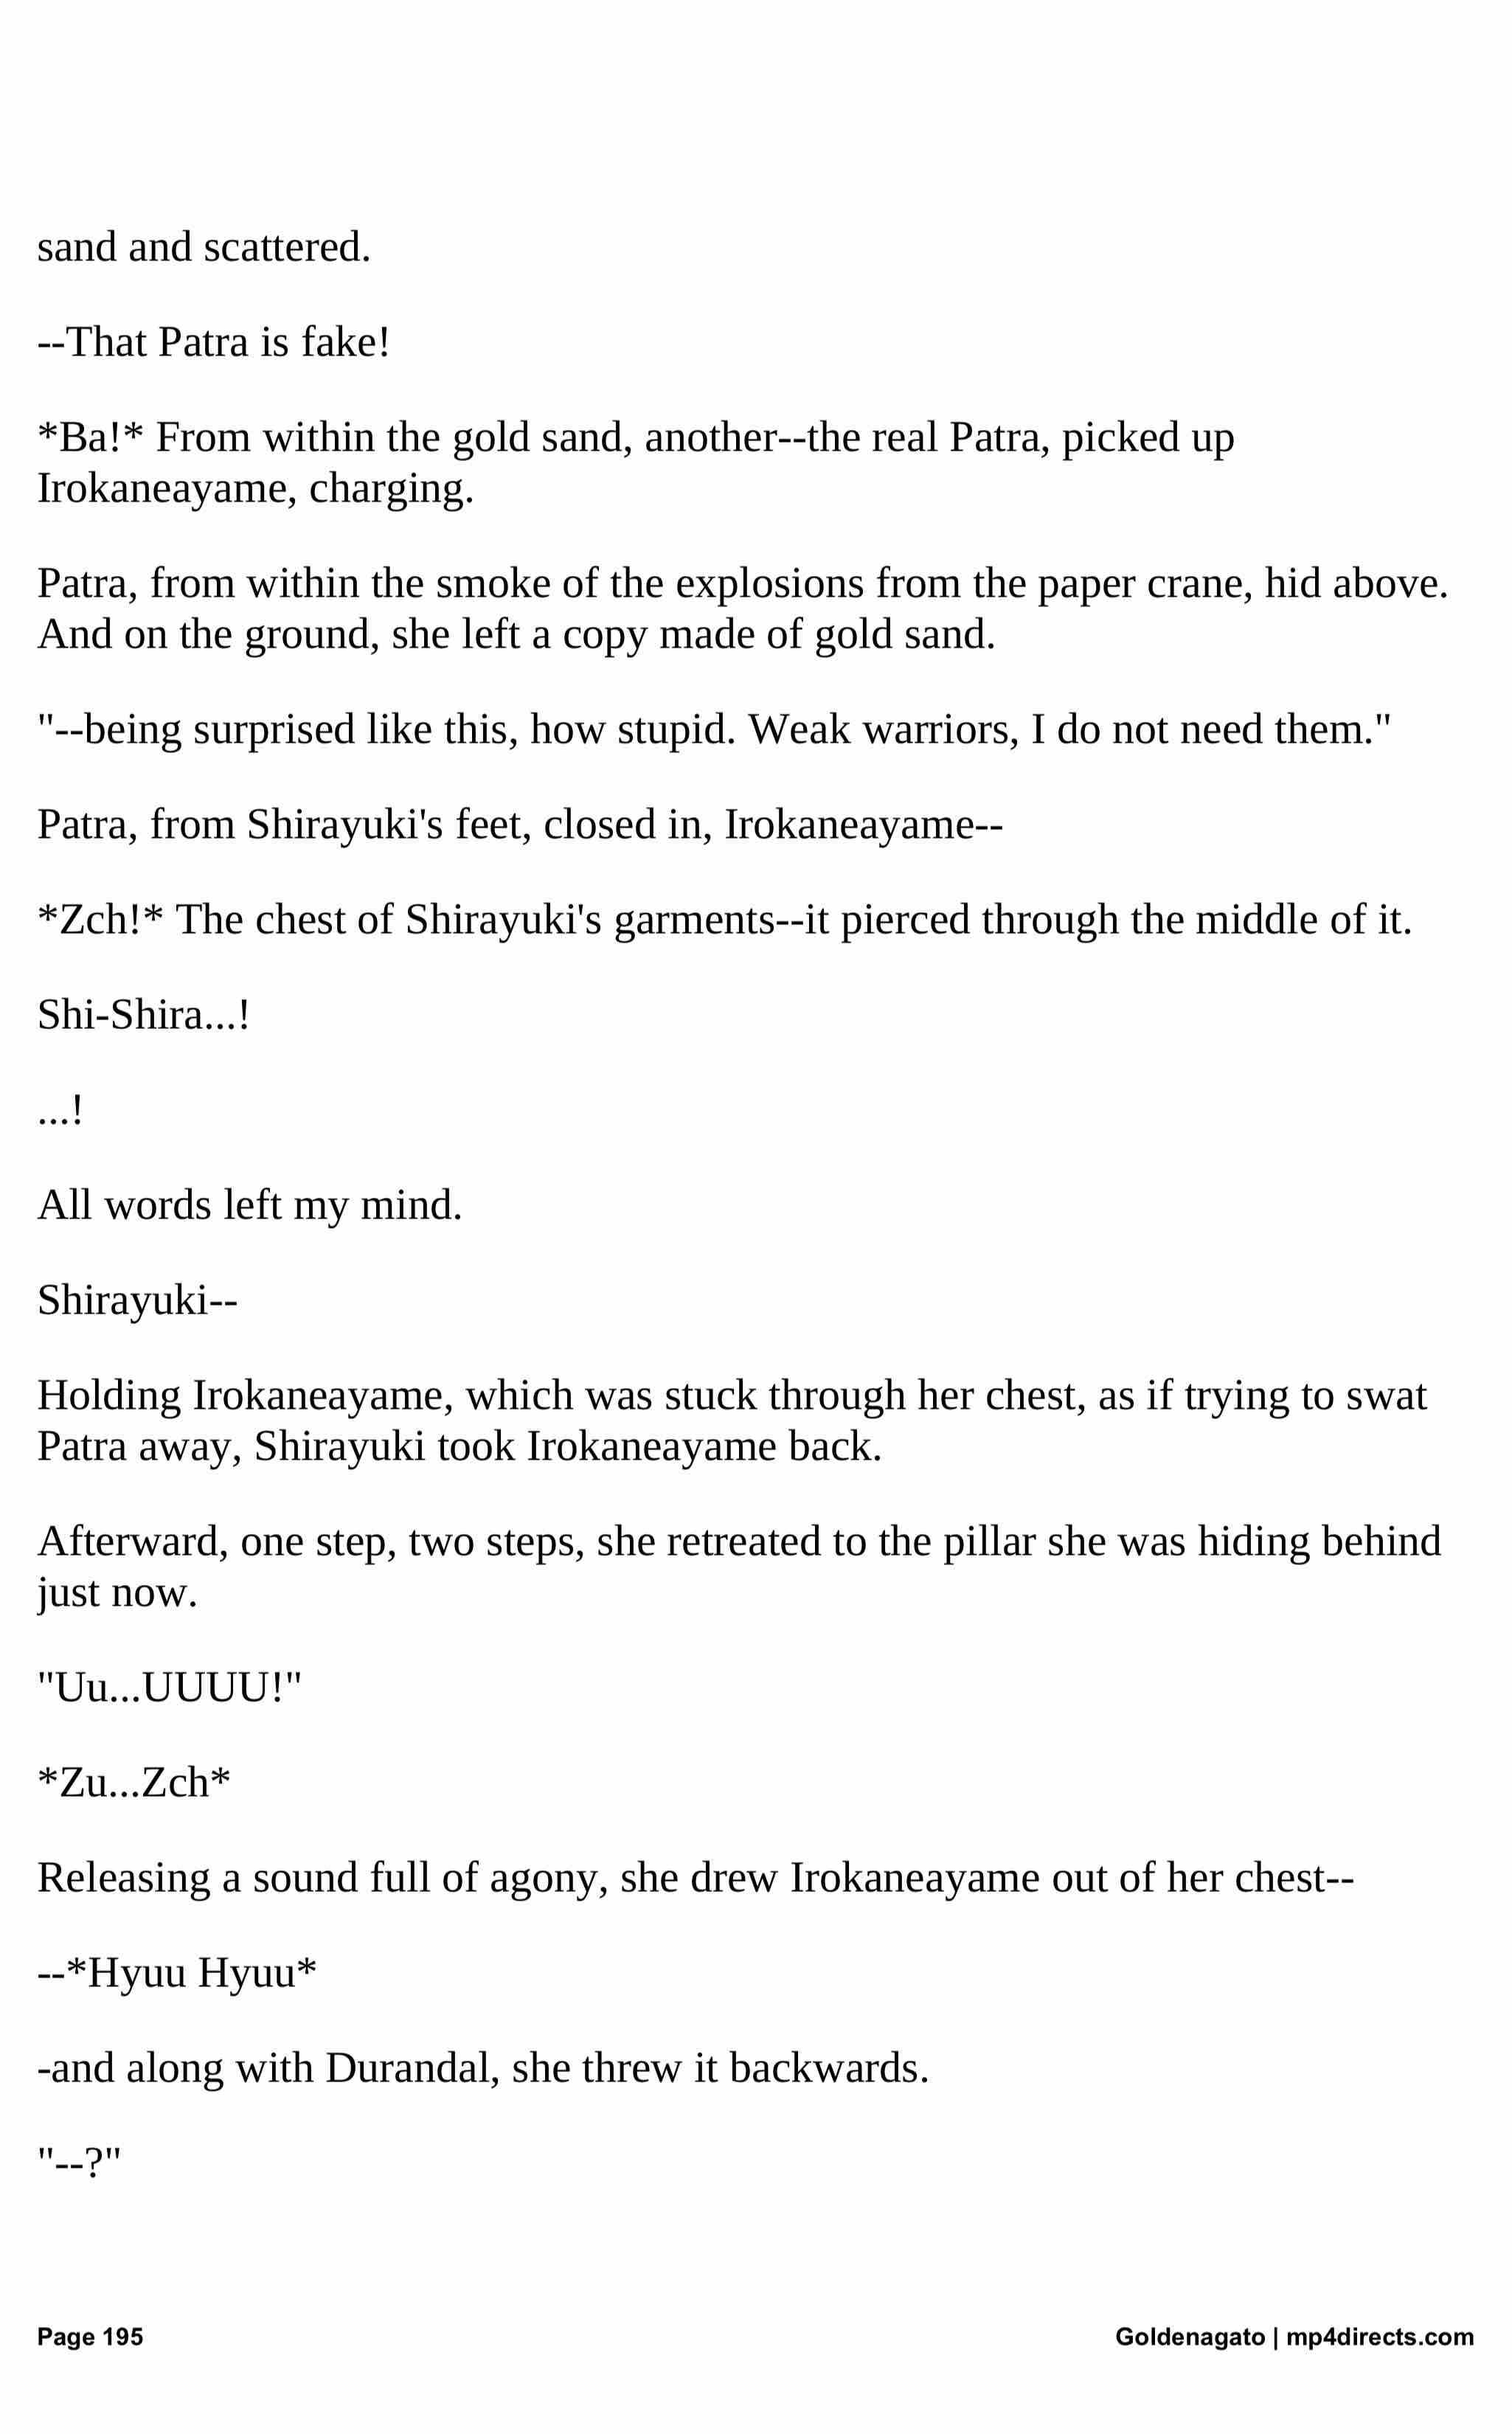 sand and scattered.
--That Patra is fake!
*Ba!* From within the gold sand, another--the real Patra, picked up
Irokaneayame, charging.
Patra, from within the smoke of the explosions from the paper crane, hid above.
And on the ground, she left a copy made of gold sand.
"--being surprised like this, how stupid. Weak warriors, I do not need them."
Patra, from Shirayuki's feet, closed in, Irokaneayame--
*Zch!* The chest of Shirayuki's garments--it pierced through the middle of it.
Shi-Shira...!
...!
All words left my mind.
Shirayuki--
Holding Irokaneayame, which was stuck through her chest, as if trying to swat
Patra away, Shirayuki took Irokaneayame back.
Afterward, one step, two steps, she retreated to the pillar she was hiding behind
just now.
"Uu...UUUU!"
*Zu...Zch*
Releasing a sound full of agony, she drew Irokaneayame out of her chest--
--*Hyuu Hyuu*
-and along with Durandal, she threw it backwards.
"--?"
Page 195
Goldenagato | mp4directs.com